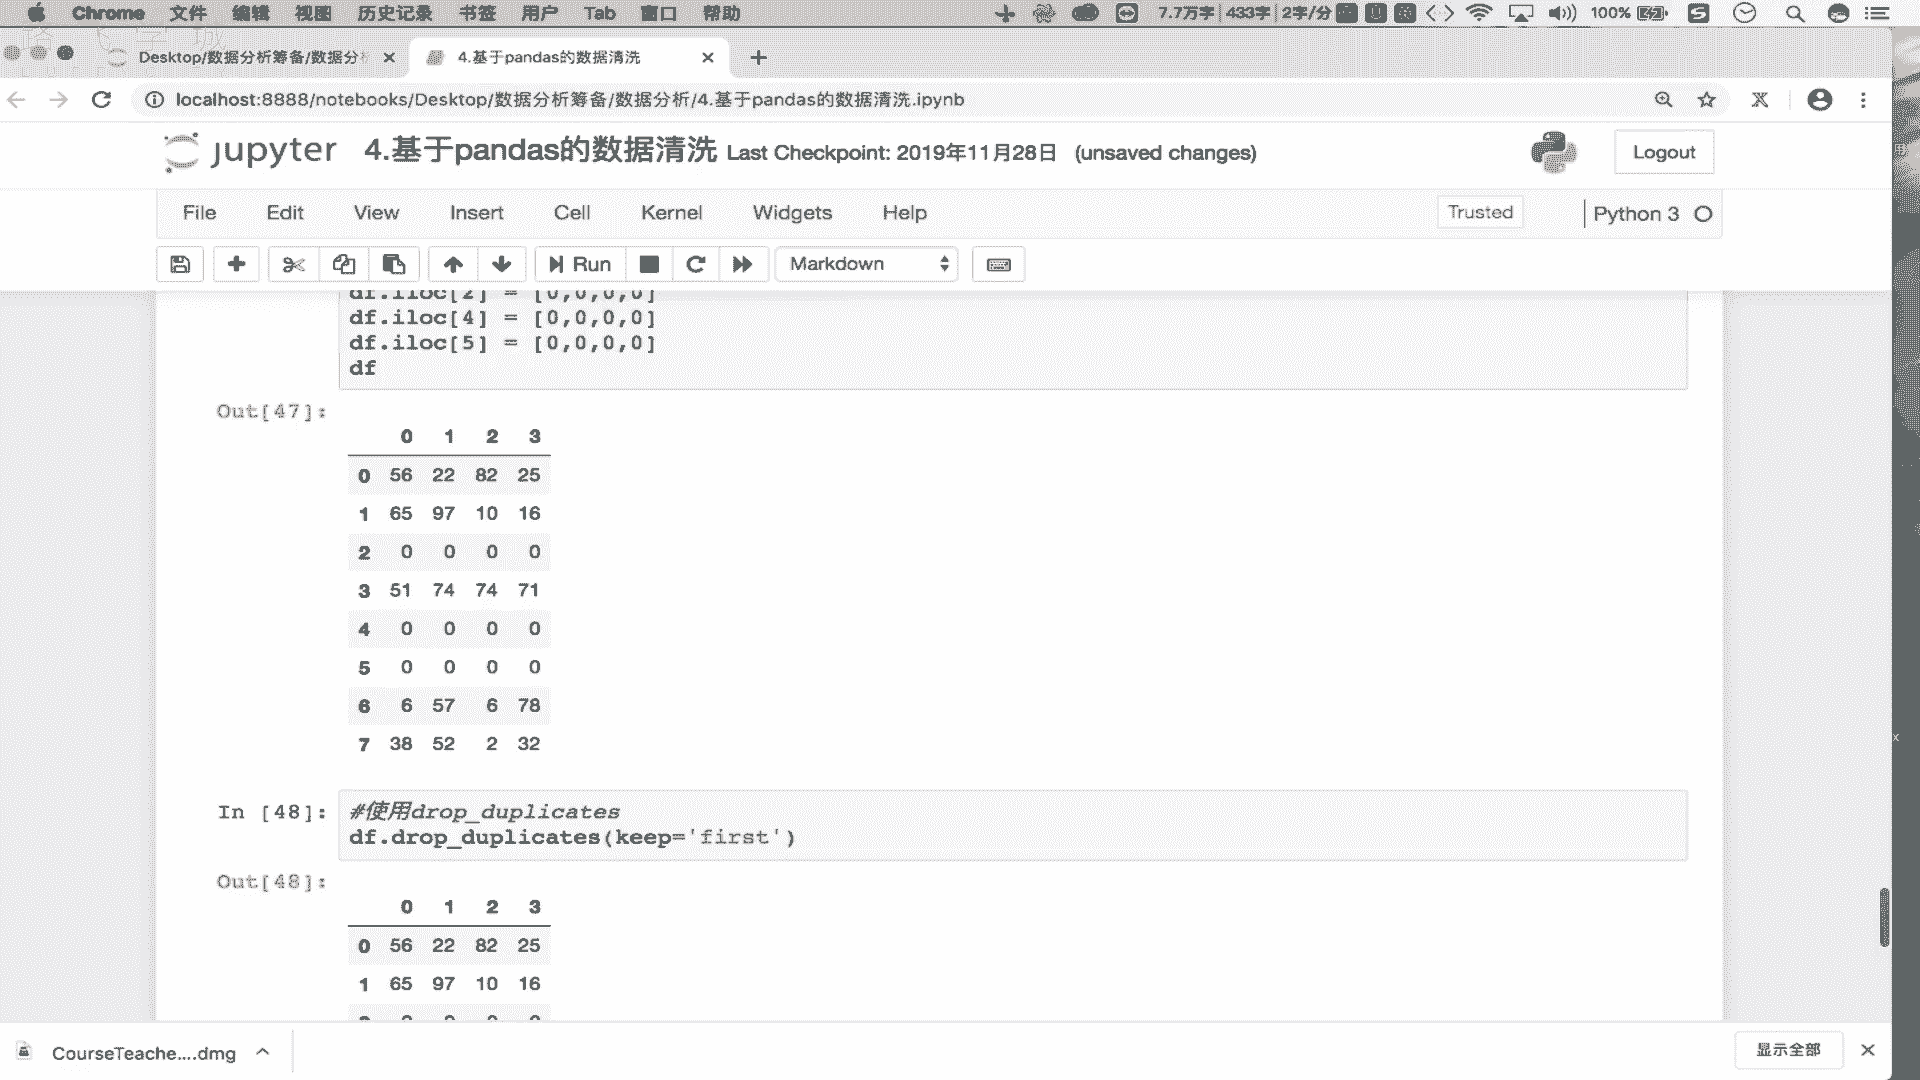 Chrome 文件 编辑 视图 历史记录 书签 用户 Tab 窗口 帮助 7.7万字 433字 2字/分 100%
Desktop/数据分析筹备/数据分 4.基于pandas的数据清洗
localhost:8888/notebooks/Desktop/数据分析筹备/数据分析/4.基于pandas的数据清洗.ipynb
jupyter 4.基于pandas的数据清洗 Last Checkpoint: 2019年11月28日 (unsaved changes) Logout
File Edit View Insert Cell Kernel Widgets Help Trusted Python 3
Run Markdown
df.iloc[2] = [0,0,0,0]
df.iloc[4] = [0,0,0,0]
df.iloc[5] = [0,0,0,0]
df
Out[47]:
0 1 2 3
0 56 22 82 25
1 65 97 10 16
2 0 0 0 0
3 51 74 74 71
4 0 0 0 0
5 0 0 0 0
6 6 57 6 78
7 38 52 2 32
In [48]: #使用drop_duplicates
df.drop_duplicates(keep='first')
Out[48]:
0 1 2 3
0 56 22 82 25
1 65 97 10 16
2 0 0 0 0
CourseTeache....dmg 显示全部